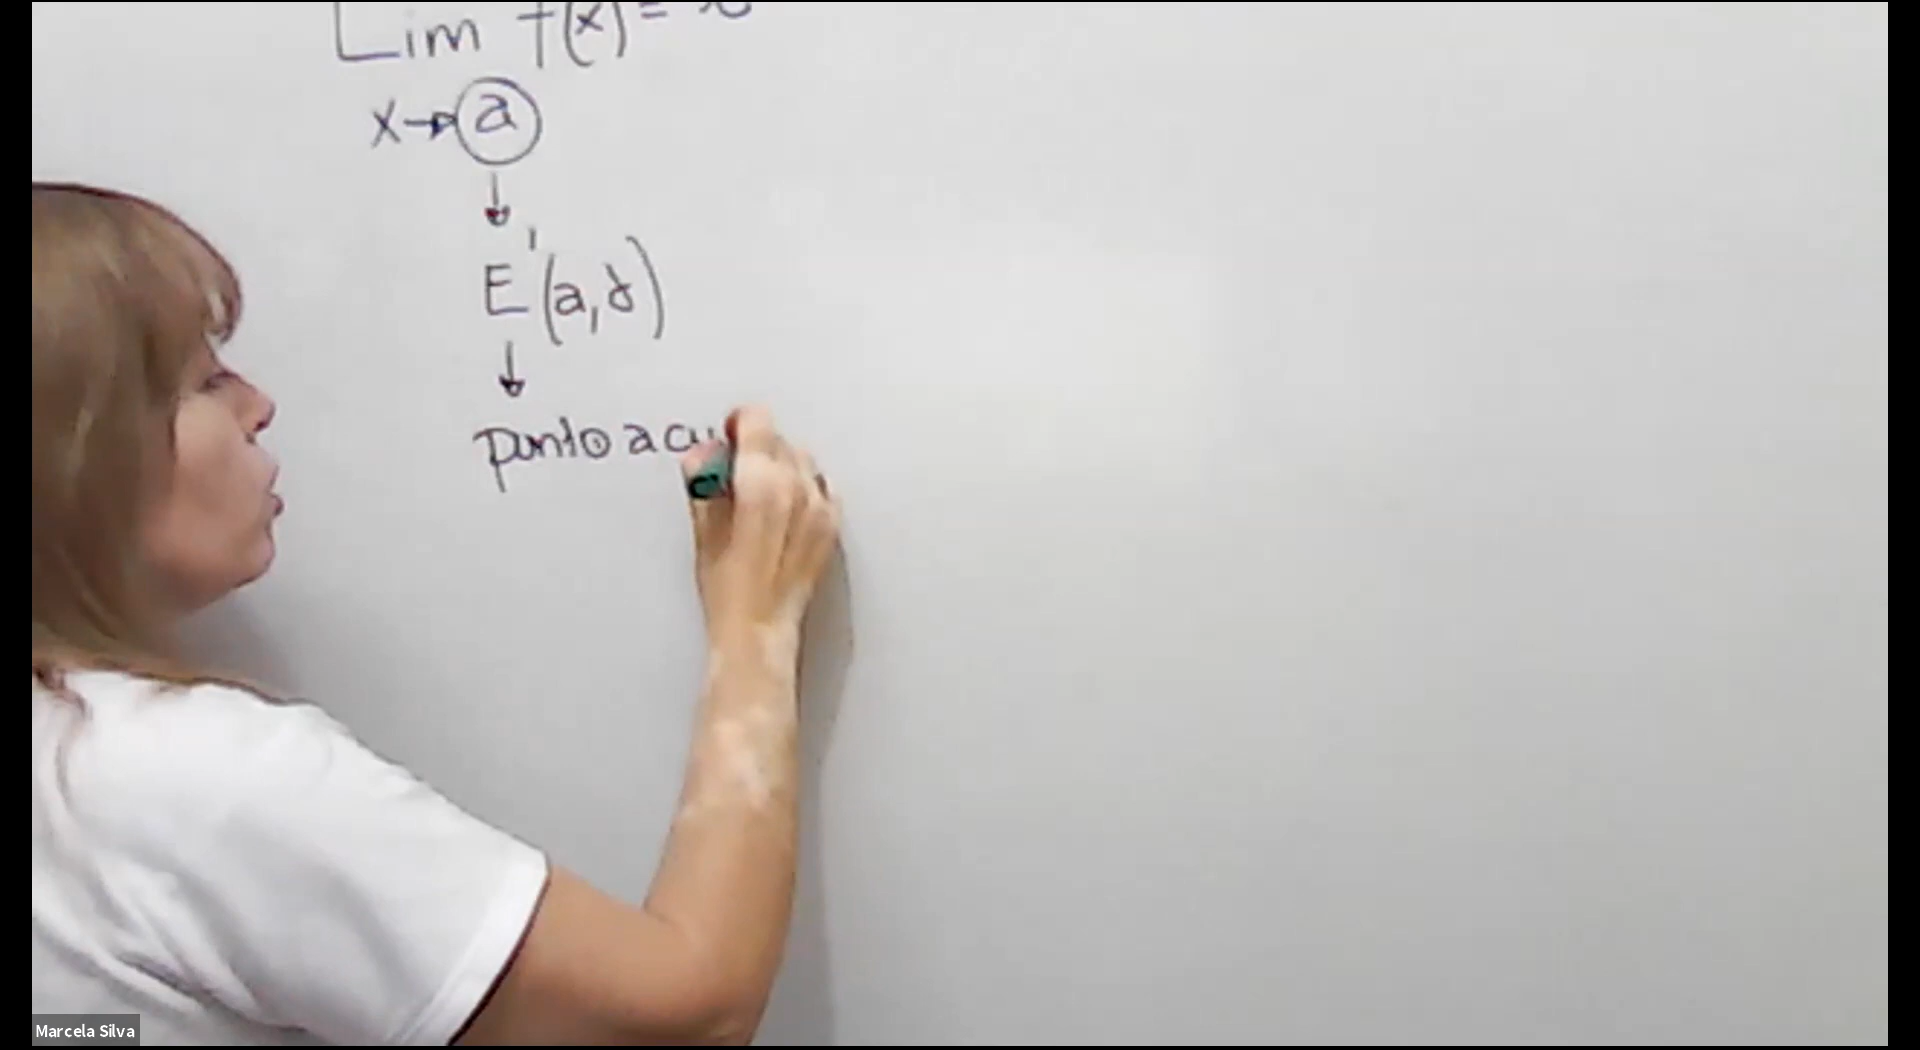 Lim f(x) =
x→a
↓
E'(a,δ)
↓
punto acu
Marcela Silva